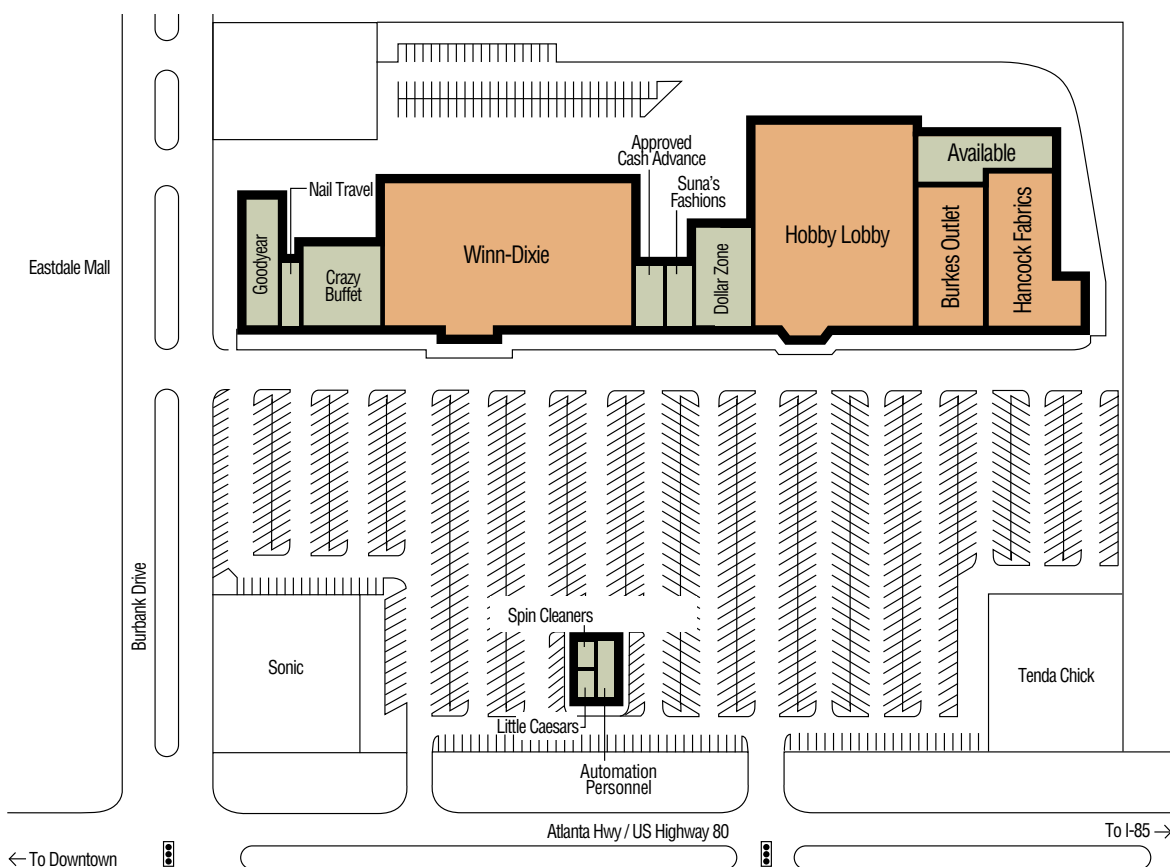 Approved
Cash Advance
Suna's
Fashions
Nail Travel
Available
Goodyear
Crazy
Buffet
Winn-Dixie
Dollar Zone
Hobby Lobby
Burkes Outlet
Hancock Fabrics
Eastdale Mall
Burbank Drive
Spin Cleaners
Sonic
Tenda Chick
Little Caesars
Automation
Personnel
Atlanta Hwy / US Highway 80
To I-85 →
← To Downtown